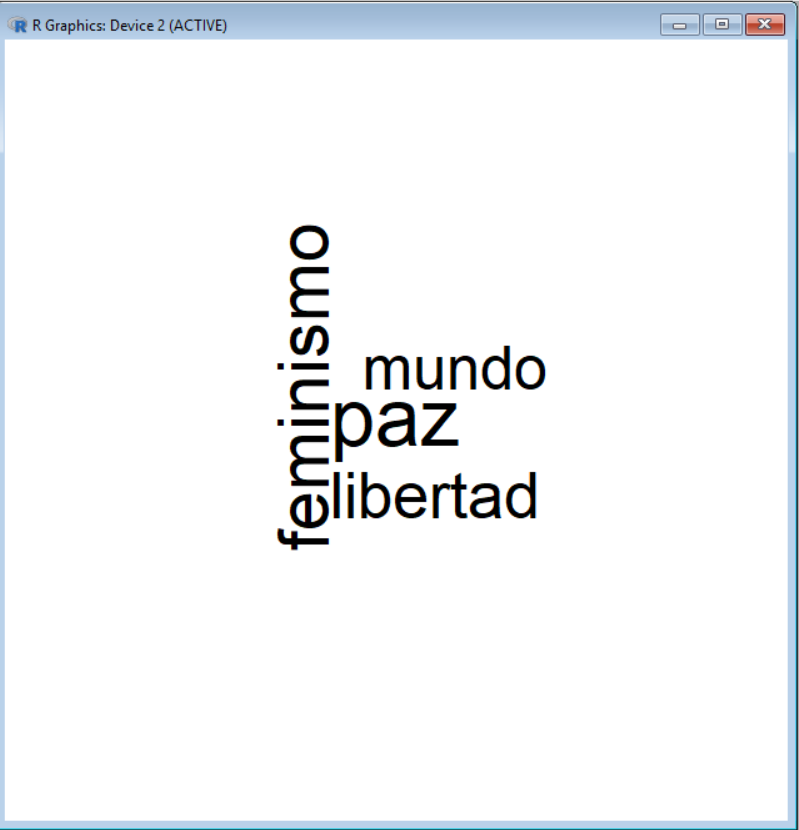 R Graphics: Device 2 (ACTIVE)
feminismo
mundo
paz
libertad